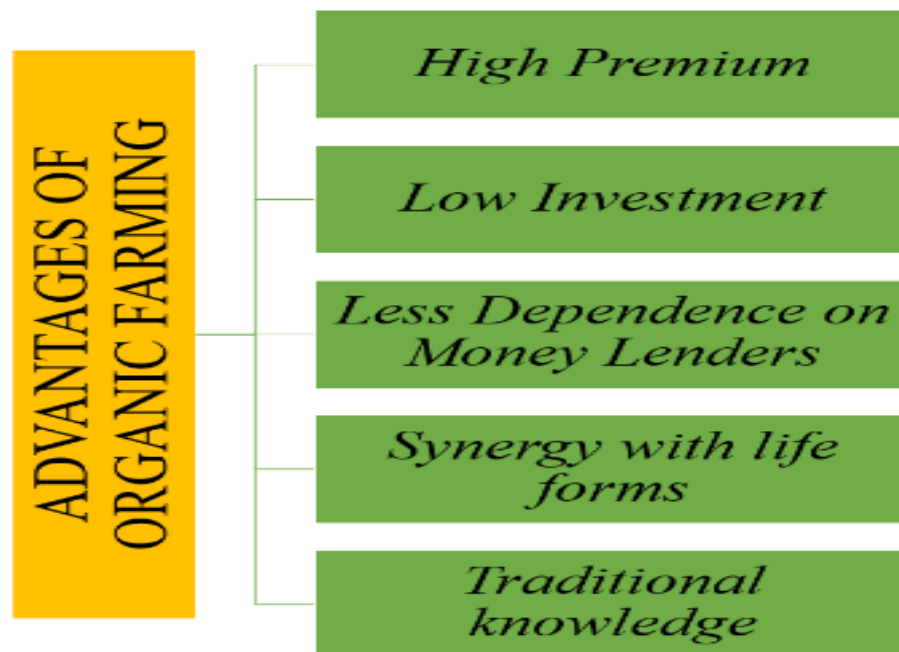 ADVANTAGES OF
ORGANIC FARMING
High Premium
Low Investment
Less Dependence on
Money Lenders
Synergy with life
forms
Traditional
knowledge